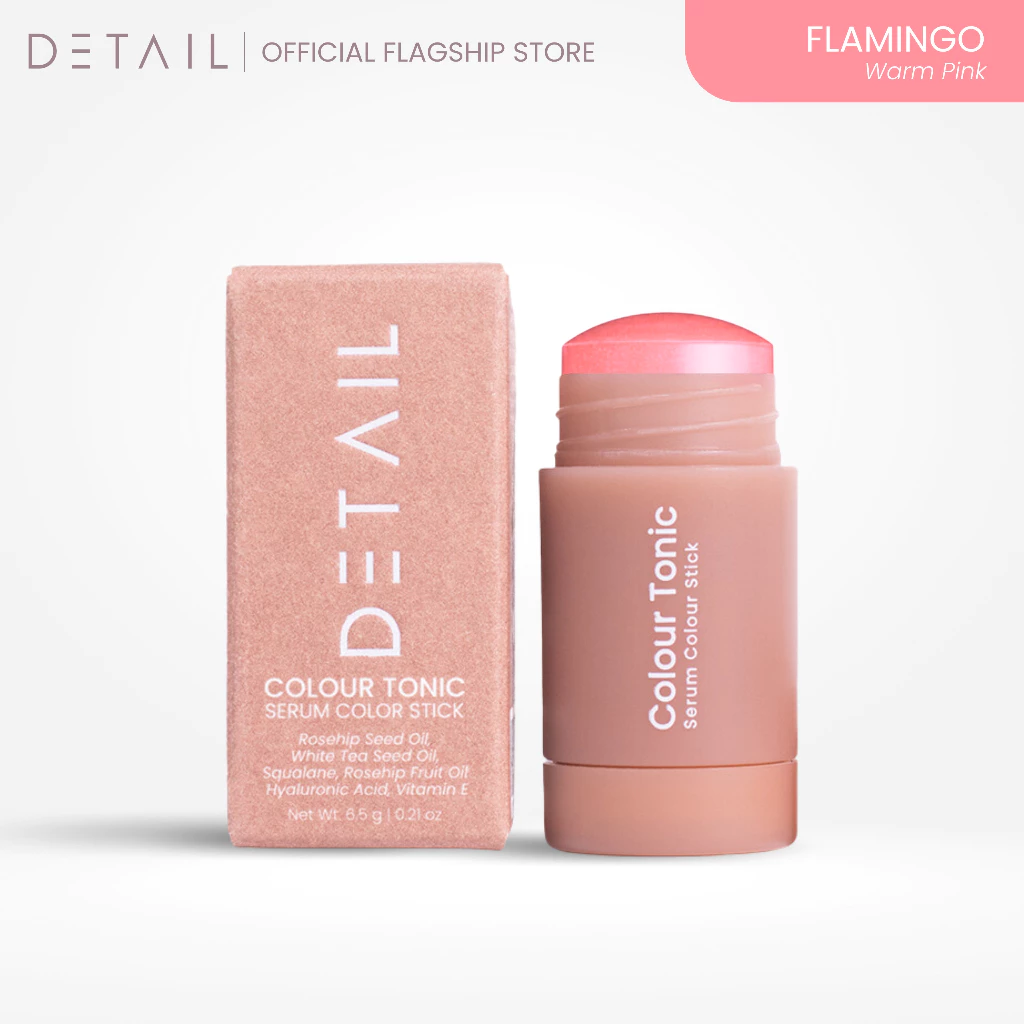 DETAIL | OFFICIAL FLAGSHIP STORE
FLAMINGO
Warm Pink
DETAIL
COLOUR TONIC
SERUM COLOR STICK
Rosehip Seed Oil,
White Tea Seed Oil,
Squalane, Rosehip Fruit Oil
Hyaluronic Acid, Vitamin E
Net Wt. 6.5 g | 0.21 oz
Colour Tonic
Serum Colour Stick